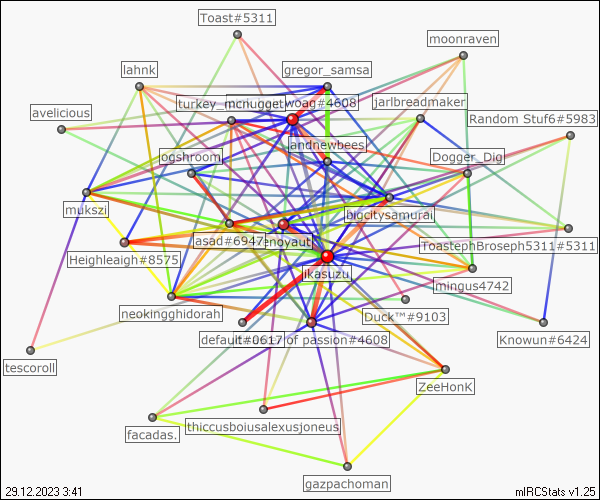 Toast#5311
moonraven
lahnk
gregor_samsa
turkey_mcnugget
woag#4608
jarlbreadmaker
avelicious
Random Stuf6#5983
andnewbees
ogshroom
Dogger_Dig
mukszi
bigcitysamurai
asad#6947
enoyaut
ToastephBroseph5311#5311
Heighleaigh#8575
ikasuzu
mingus4742
neokingghidorah
Duck™#9103
default#0617
of passion#4608
Knowun#6424
tescoroll
ZeeHonK
thiccusboiusalexusjoneus
facadas.
gazpachoman
29.12.2023 3:41
mIRCStats v1.25